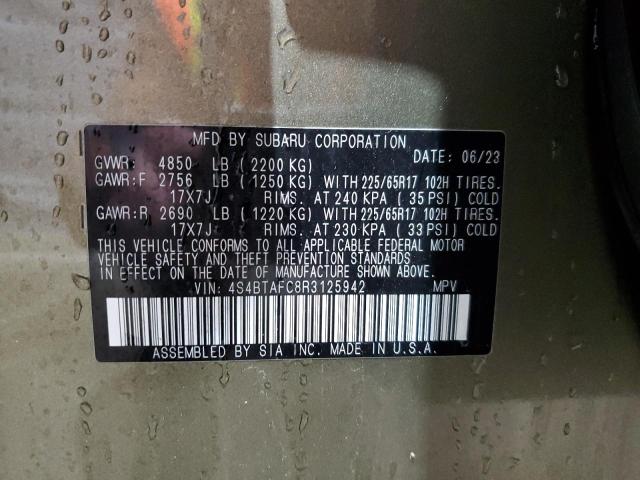 MFD BY SUBARU CORPORATION
GVWR: 4850 LB (2200 KG) DATE: 06/23
GAWR:F 2756 LB (1250 KG) WITH 225/65R17 102H TIRES.
17X7J RIMS. AT 240 KPA (35 PSI) COLD
GAWR:R 2690 LB (1220 KG) WITH 225/65R17 102H TIRES.
17X7J RIMS. AT 230 KPA (33 PSI) COLD
THIS VEHICLE CONFORMS TO ALL APPLICABLE FEDERAL MOTOR
VEHICLE SAFETY AND THEFT PREVENTION STANDARDS
IN EFFECT ON THE DATE OF MANUFACTURE SHOWN ABOVE.
VIN: 4S4BTAFC8R3125942 MPV
ASSEMBLED BY SIA INC. MADE IN U.S.A.